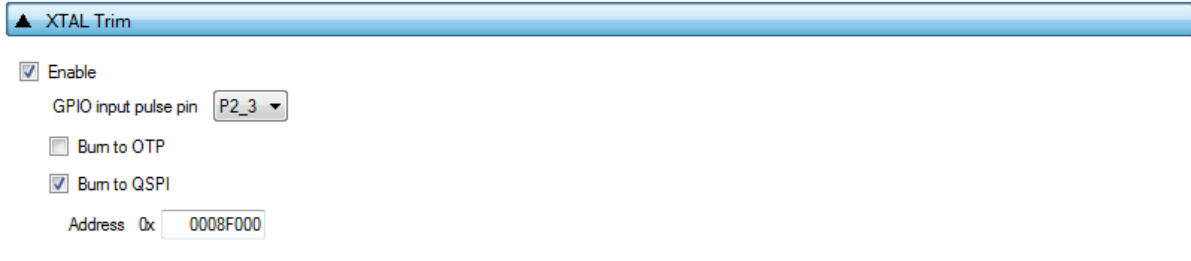 XTAL Trim
Enable
GPIO input pulse pin P2_3
Burn to OTP
Burn to QSPI
Address 0x 0008F000